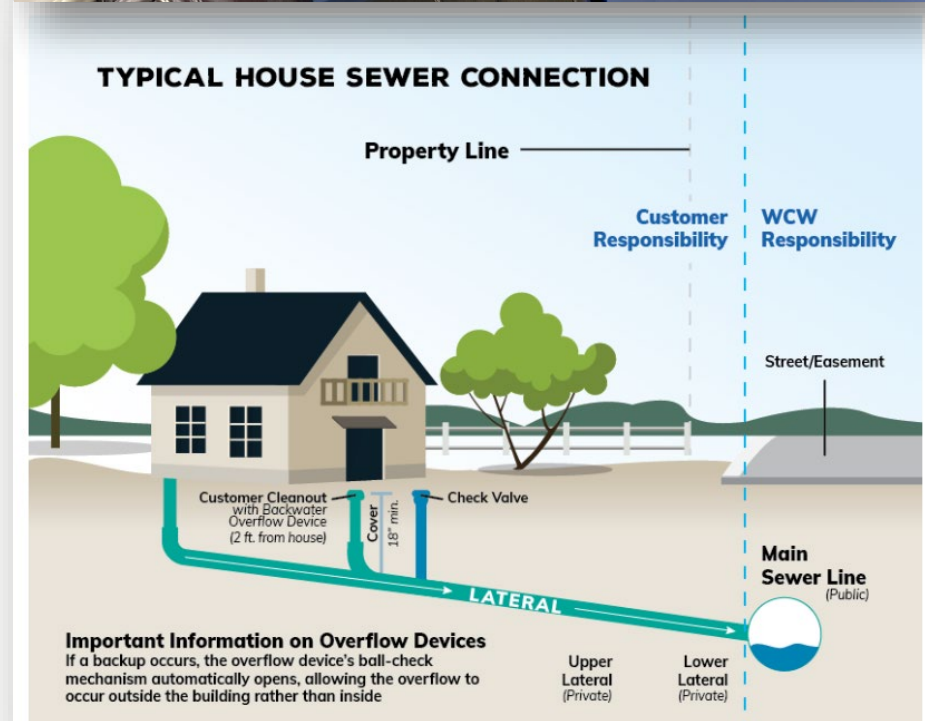 TYPICAL HOUSE SEWER CONNECTION
Property Line
Customer
Responsibility
WCW
Responsibility
Street/Easement
Customer Cleanout
with Backwater
Overflow Device
(2 ft. from house)
Cover
18" min.
Check Valve
LATERAL
Main
Sewer Line
(Public)
Important Information on Overflow Devices
If a backup occurs, the overflow device's ball-check
mechanism automatically opens, allowing the overflow to
occur outside the building rather than inside
Upper
Lateral
(Private)
Lower
Lateral
(Private)